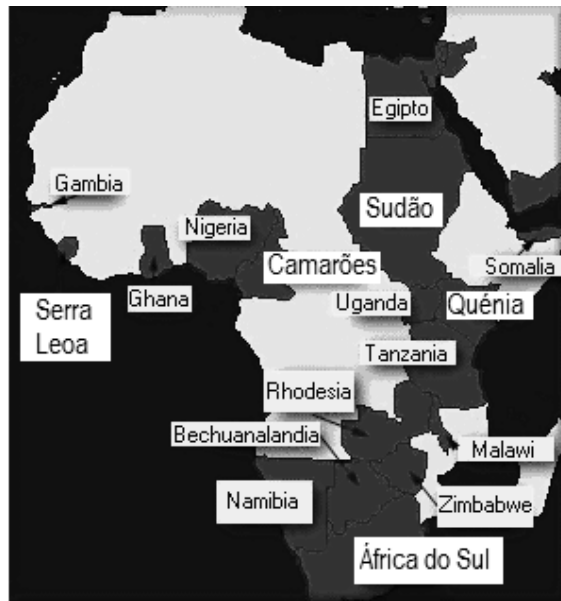 Egipto
Gambia
Sudão
Nigeria
Camarões
Somalia
Ghana
Uganda
Quénia
Serra
Leoa
Tanzania
Rhodesia
Bechuanalandia
Malawi
Namibia
Zimbabwe
África do Sul